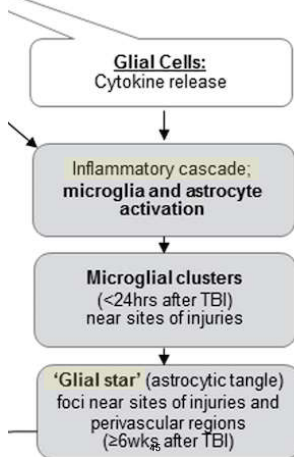 Glial Cells:
Cytokine release
Inflammatory cascade;
microglia and astrocyte
activation
Microglial clusters
(<24hrs after TBI)
near sites of injuries
‘Glial star’ (astrocytic tangle)
foci near sites of injuries and
perivascular regions
(≥6wks after TBI)
45